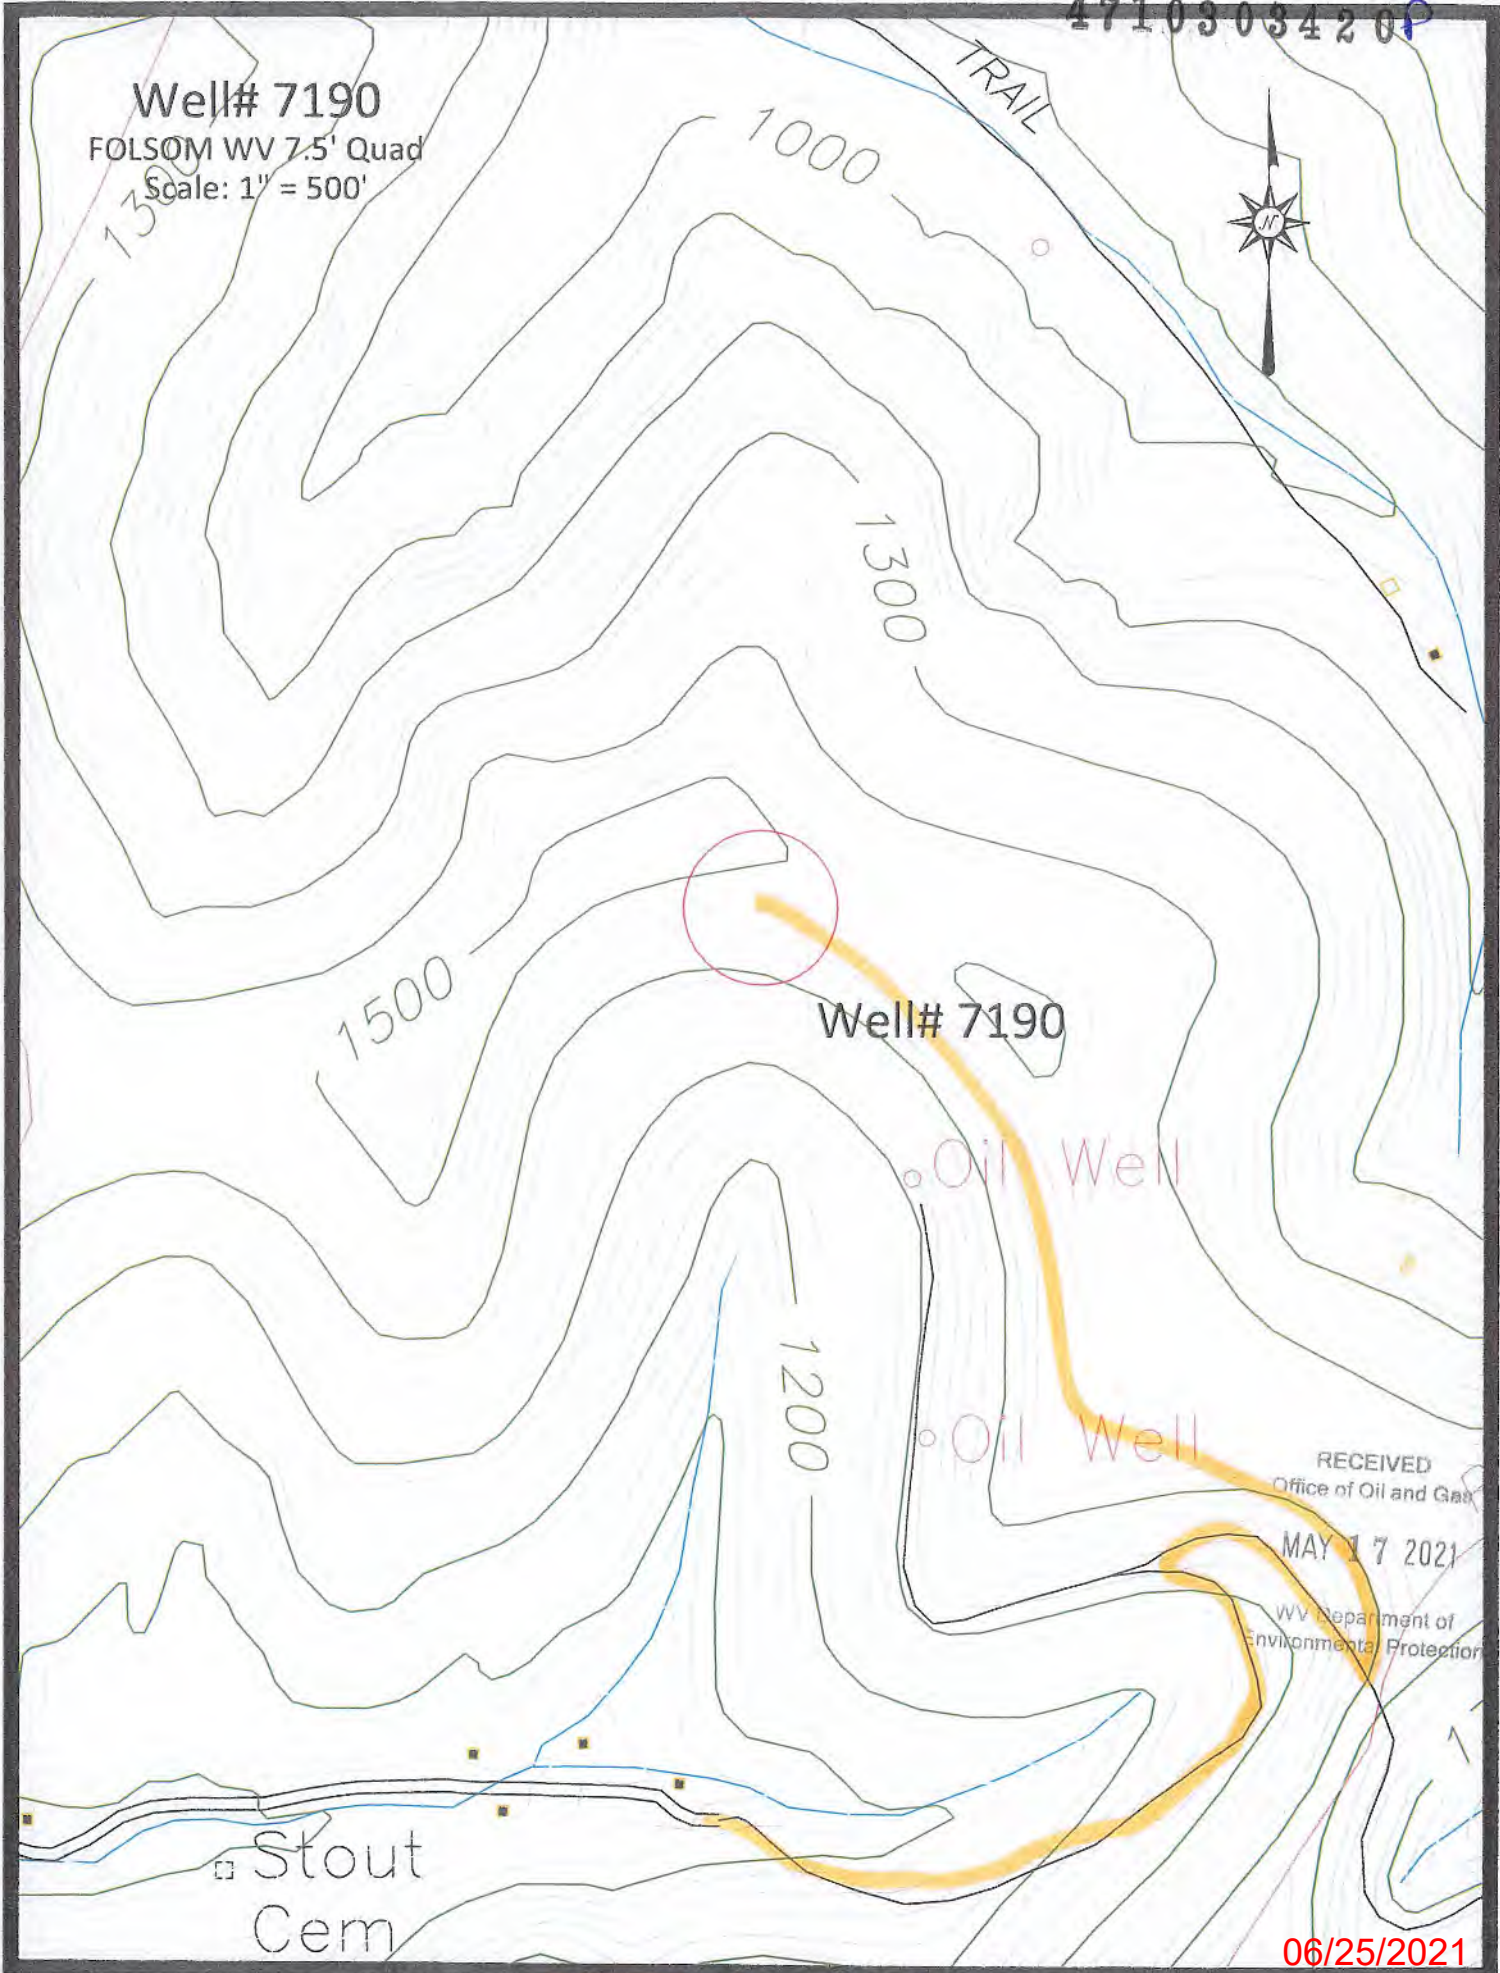 4710303420P
Well# 7190
FOLSOM WV 7.5' Quad
Scale: 1" = 500'
1300
TRAIL
1000
N
1300
1500
Well# 7190
Oil Well
1200
Oil Well
RECEIVED
Office of Oil and Gas
MAY 17 2021
WV Department of
Environmental Protection
1
Stout
Cem
06/25/2021